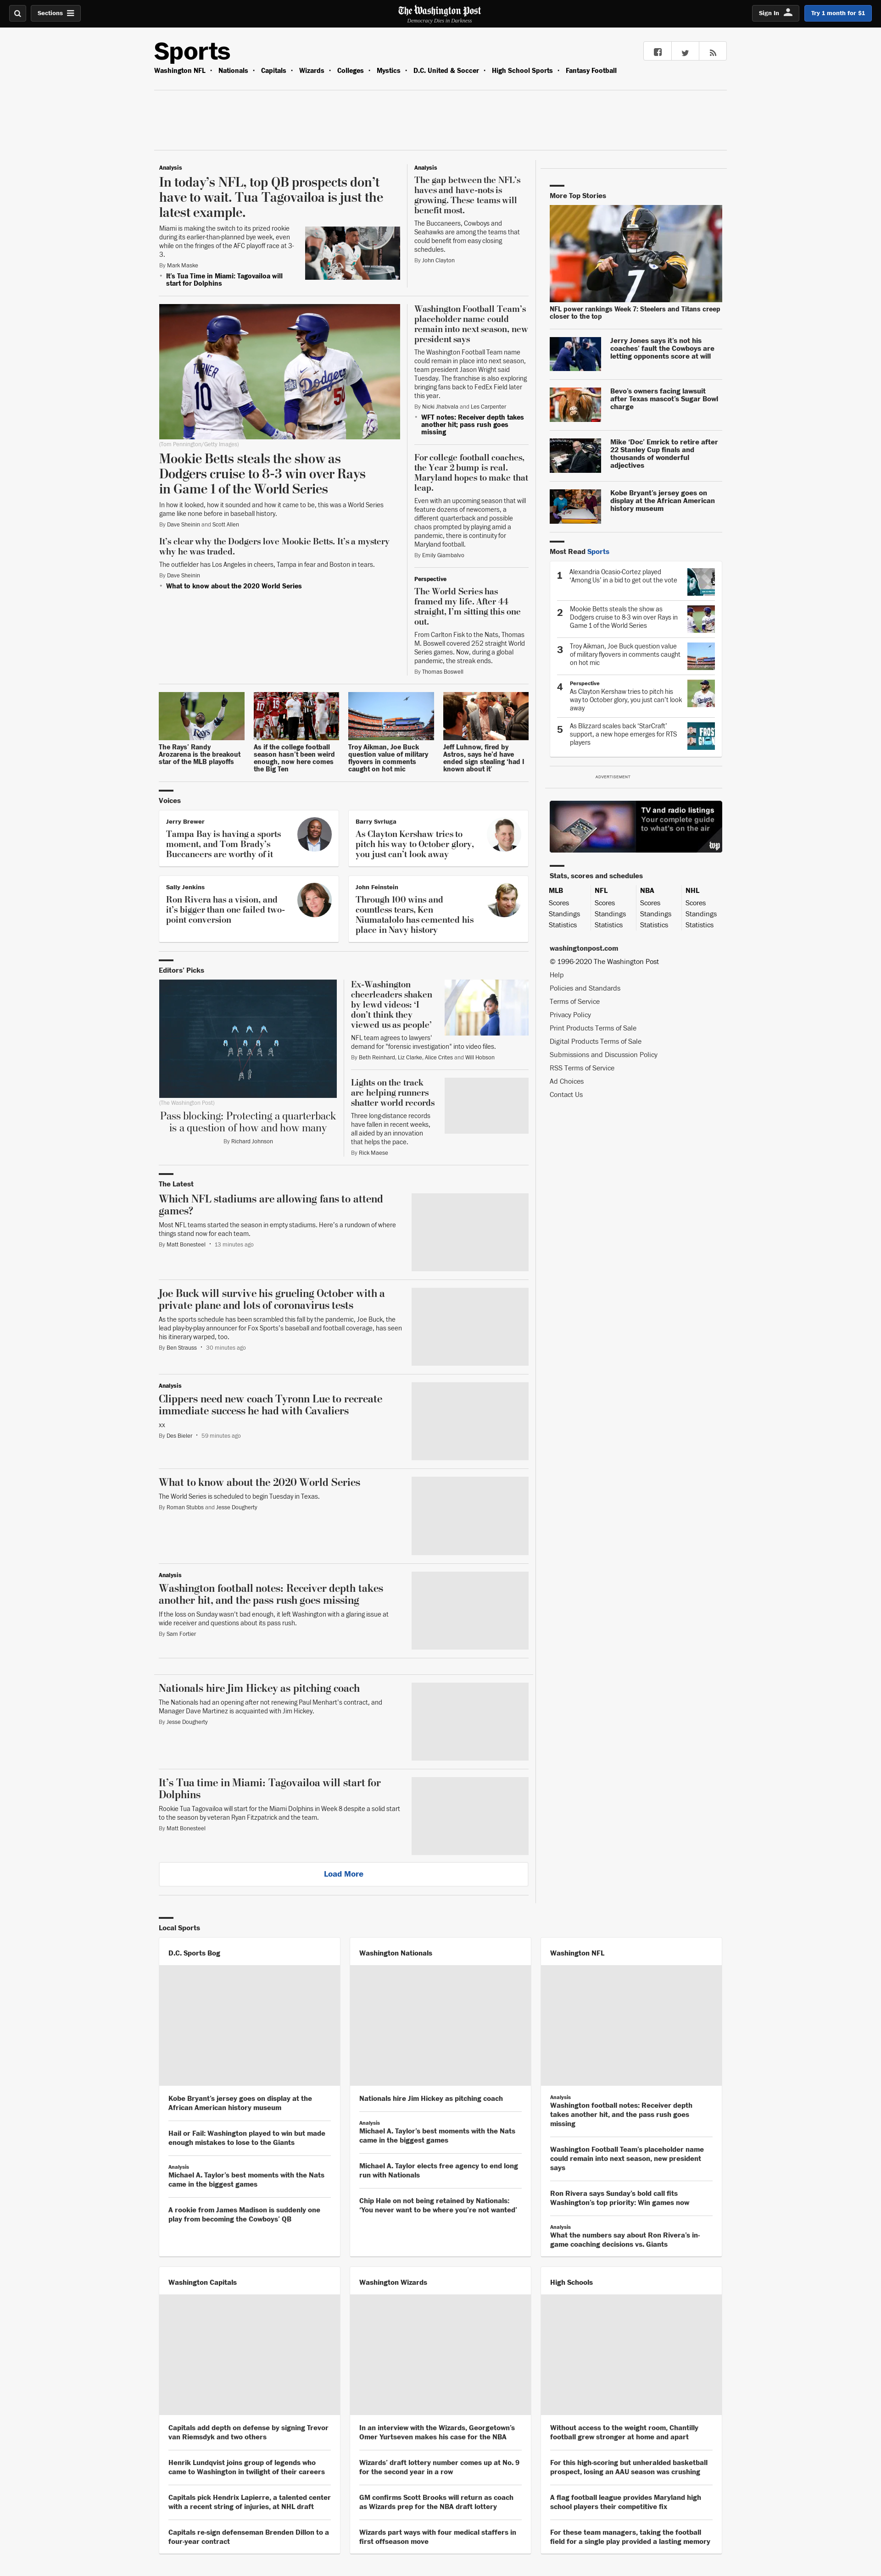 Sections
The Washington Post
Democracy Dies in Darkness
Sign In
Try 1 month for $1
Sports
Washington NFL • Nationals • Capitals • Wizards • Colleges • Mystics • D.C. United & Soccer • High School Sports • Fantasy Football
Analysis
In today's NFL, top QB prospects don't
have to wait. Tua Tagovailoa is just the
latest example.
Miami is making the switch to its prized rookie
during its earlier-than-planned bye week, even
while on the fringes of the AFC playoff race at 3-
3.
By Mark Maske
• It's Tua Time in Miami: Tagovailoa will
start for Dolphins
Analysis
The gap between the NFL's
haves and have-nots is
growing. These teams will
benefit most.
The Buccaneers, Cowboys and
Seahawks are among the teams that
could benefit from easy closing
schedules.
By John Clayton
TURNER
10
Dodgers
50
(Tom Pennington/Getty Images)
Mookie Betts steals the show as
Dodgers cruise to 8-3 win over Rays
in Game 1 of the World Series
In how it looked, how it sounded and how it came to be, this was a World Series
game like none before in baseball history.
By Dave Sheinin and Scott Allen
It's clear why the Dodgers love Mookie Betts. It's a mystery
why he was traded.
The outfielder has Los Angeles in cheers, Tampa in fear and Boston in tears.
By Dave Sheinin
• What to know about the 2020 World Series
Washington Football Team's
placeholder name could
remain into next season, new
president says
The Washington Football Team name
could remain in place into next season,
team president Jason Wright said
Tuesday. The franchise is also exploring
bringing fans back to FedEx Field later
this year.
By Nicki Jhabvala and Les Carpenter
• WFT notes: Receiver depth takes
another hit; pass rush goes
missing
For college football coaches,
the Year 2 bump is real.
Maryland hopes to make that
leap.
Even with an upcoming season that will
feature dozens of newcomers, a
different quarterback and possible
chaos prompted by playing amid a
pandemic, there is continuity for
Maryland football.
By Emily Giambalvo
Perspective
The World Series has
framed my life. After 44
straight, I'm sitting this one
out.
From Carlton Fisk to the Nats, Thomas
M. Boswell covered 252 straight World
Series games. Now, during a global
pandemic, the streak ends.
By Thomas Boswell
The Rays' Randy
Arozarena is the breakout
star of the MLB playoffs
As if the college football
season hasn't been weird
enough, now here comes
the Big Ten
Troy Aikman, Joe Buck
question value of military
flyovers in comments
caught on hot mic
Jeff Luhnow, fired by
Astros, says he'd have
ended sign stealing 'had I
known about it'
Voices
Jerry Brewer
Tampa Bay is having a sports
moment, and Tom Brady's
Buccaneers are worthy of it
Barry Svrluga
As Clayton Kershaw tries to
pitch his way to October glory,
you just can't look away
Sally Jenkins
Ron Rivera has a vision, and
it's bigger than one failed two-
point conversion
John Feinstein
Through 100 wins and
countless tears, Ken
Niumatalolo has cemented his
place in Navy history
Editors' Picks
(The Washington Post)
Pass blocking: Protecting a quarterback
is a question of how and how many
By Richard Johnson
Ex-Washington
cheerleaders shaken
by lewd videos: 'I
don't think they
viewed us as people'
NFL team agrees to lawyers'
demand for "forensic investigation" into video files.
By Beth Reinhard, Liz Clarke, Alice Crites and Will Hobson
Lights on the track
are helping runners
shatter world records
Three long-distance records
have fallen in recent weeks,
all aided by an innovation
that helps the pace.
By Rick Maese
The Latest
Which NFL stadiums are allowing fans to attend
games?
Most NFL teams started the season in empty stadiums. Here's a rundown of where
things stand now for each team.
By Matt Bonesteel • 13 minutes ago
Joe Buck will survive his grueling October with a
private plane and lots of coronavirus tests
As the sports schedule has been scrambled this fall by the pandemic, Joe Buck, the
lead play-by-play announcer for Fox Sports's baseball and football coverage, has seen
his itinerary warped, too.
By Ben Strauss • 30 minutes ago
Analysis
Clippers need new coach Tyronn Lue to recreate
immediate success he had with Cavaliers
xx
By Des Bieler • 59 minutes ago
What to know about the 2020 World Series
The World Series is scheduled to begin Tuesday in Texas.
By Roman Stubbs and Jesse Dougherty
Analysis
Washington football notes: Receiver depth takes
another hit, and the pass rush goes missing
If the loss on Sunday wasn't bad enough, it left Washington with a glaring issue at
wide receiver and questions about its pass rush.
By Sam Fortier
Nationals hire Jim Hickey as pitching coach
The Nationals had an opening after not renewing Paul Menhart's contract, and
Manager Dave Martinez is acquainted with Jim Hickey.
By Jesse Dougherty
It's Tua time in Miami: Tagovailoa will start for
Dolphins
Rookie Tua Tagovailoa will start for the Miami Dolphins in Week 8 despite a solid start
to the season by veteran Ryan Fitzpatrick and the team.
By Matt Bonesteel
Load More
More Top Stories
7
NFL power rankings Week 7: Steelers and Titans creep
closer to the top
Jerry Jones says it's not his
coaches' fault the Cowboys are
letting opponents score at will
Bevo's owners facing lawsuit
after Texas mascot's Sugar Bowl
charge
Mike 'Doc' Emrick to retire after
22 Stanley Cup finals and
thousands of wonderful
adjectives
Kobe Bryant's jersey goes on
display at the African American
history museum
Most Read Sports
1 Alexandria Ocasio-Cortez played
'Among Us' in a bid to get out the vote
2 Mookie Betts steals the show as
Dodgers cruise to 8-3 win over Rays in
Game 1 of the World Series
3 Troy Aikman, Joe Buck question value
of military flyovers in comments caught
on hot mic
4 Perspective
As Clayton Kershaw tries to pitch his
way to October glory, you just can't look
away
5 As Blizzard scales back 'StarCraft'
support, a new hope emerges for RTS
players
FROS
ADVERTISEMENT
TV and radio listings
Your complete guide
to what's on the air
wp
Stats, scores and schedules
MLB NFL NBA NHL
Scores Scores Scores Scores
Standings Standings Standings Standings
Statistics Statistics Statistics Statistics
washingtonpost.com
© 1996-2020 The Washington Post
Help
Policies and Standards
Terms of Service
Privacy Policy
Print Products Terms of Sale
Digital Products Terms of Sale
Submissions and Discussion Policy
RSS Terms of Service
Ad Choices
Contact Us
Local Sports
D.C. Sports Bog
Kobe Bryant's jersey goes on display at the
African American history museum
Hail or Fail: Washington played to win but made
enough mistakes to lose to the Giants
Analysis
Michael A. Taylor's best moments with the Nats
came in the biggest games
A rookie from James Madison is suddenly one
play from becoming the Cowboys' QB
Washington Nationals
Nationals hire Jim Hickey as pitching coach
Analysis
Michael A. Taylor's best moments with the Nats
came in the biggest games
Michael A. Taylor elects free agency to end long
run with Nationals
Chip Hale on not being retained by Nationals:
'You never want to be where you're not wanted'
Washington NFL
Analysis
Washington football notes: Receiver depth
takes another hit, and the pass rush goes
missing
Washington Football Team's placeholder name
could remain into next season, new president
says
Ron Rivera says Sunday's bold call fits
Washington's top priority: Win games now
Analysis
What the numbers say about Ron Rivera's in-
game coaching decisions vs. Giants
Washington Capitals
Capitals add depth on defense by signing Trevor
van Riemsdyk and two others
Henrik Lundqvist joins group of legends who
came to Washington in twilight of their careers
Capitals pick Hendrix Lapierre, a talented center
with a recent string of injuries, at NHL draft
Capitals re-sign defenseman Brenden Dillon to a
four-year contract
Washington Wizards
In an interview with the Wizards, Georgetown's
Omer Yurtseven makes his case for the NBA
Wizards' draft lottery number comes up at No. 9
for the second year in a row
GM confirms Scott Brooks will return as coach
as Wizards prep for the NBA draft lottery
Wizards part ways with four medical staffers in
first offseason move
High Schools
Without access to the weight room, Chantilly
football grew stronger at home and apart
For this high-scoring but unheralded basketball
prospect, losing an AAU season was crushing
A flag football league provides Maryland high
school players their competitive fix
For these team managers, taking the football
field for a single play provided a lasting memory